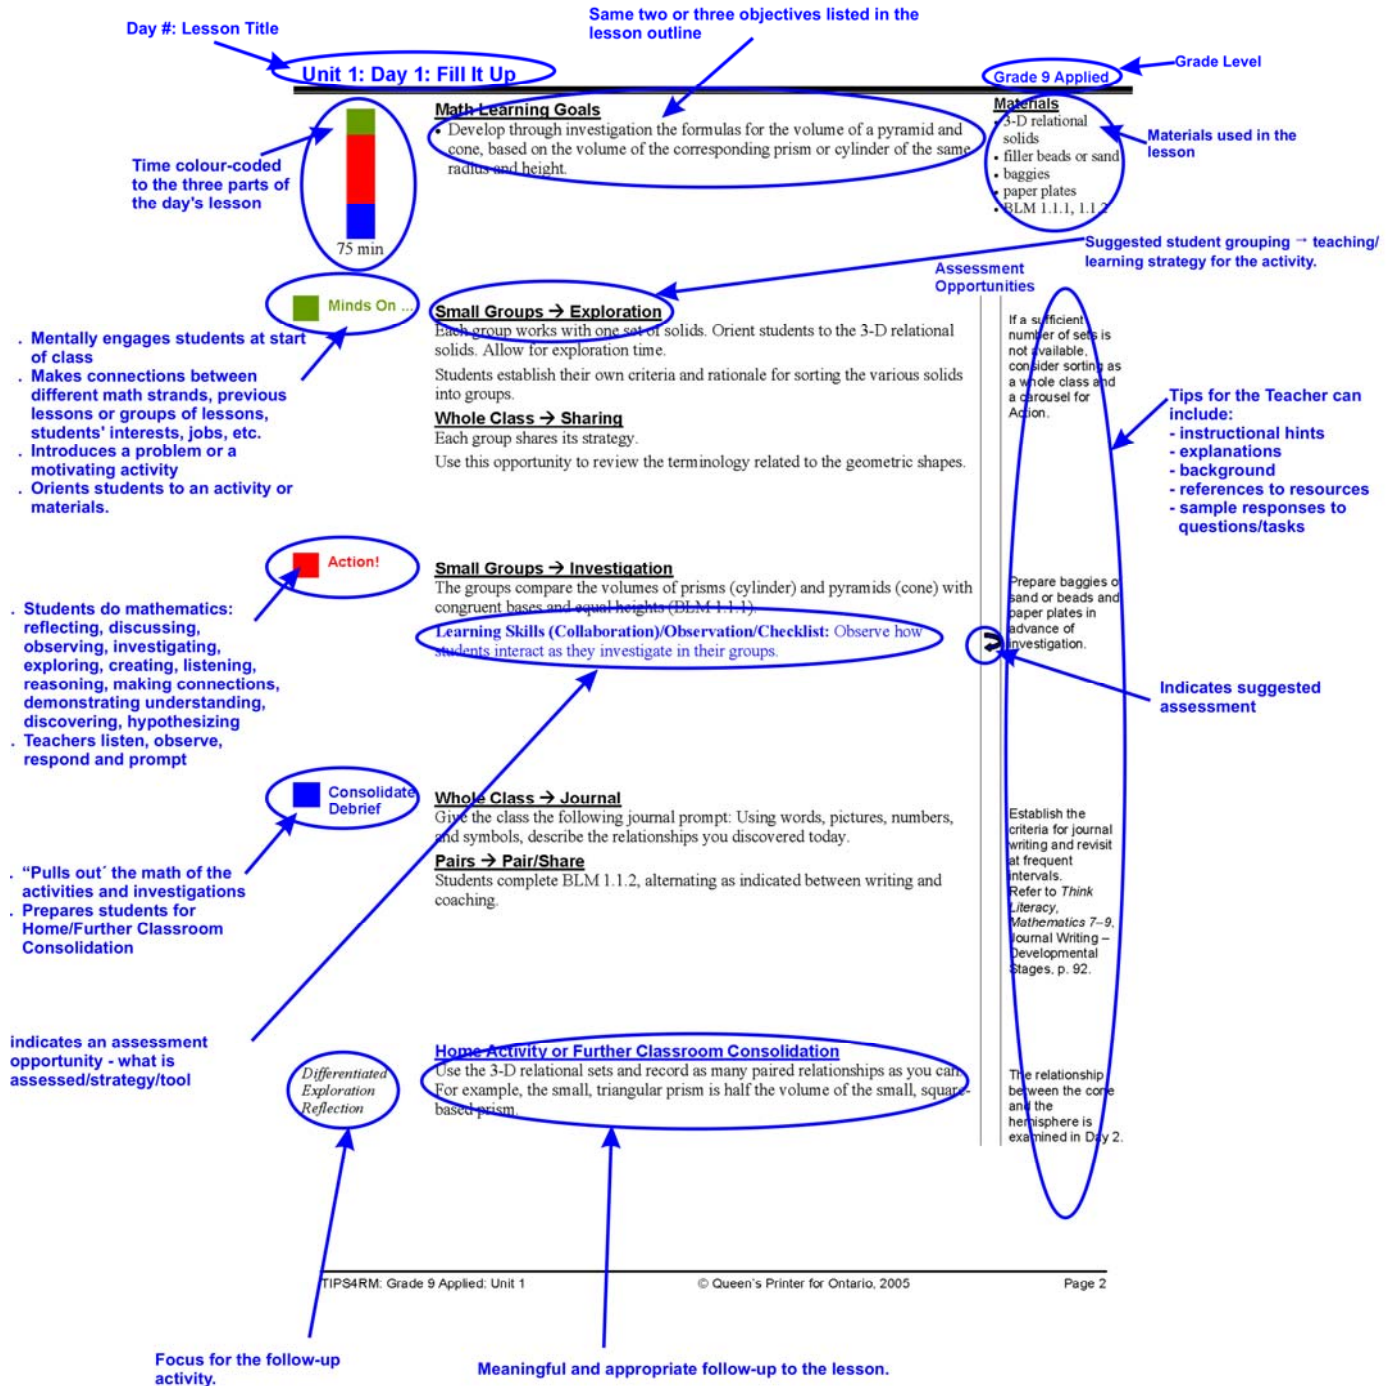 Same two or three objectives listed in the
lesson outline
Day #: Lesson Title
Unit 1: Day 1: Fill It Up
Grade 9 Applied
Grade Level
Math Learning Goals
• Develop through investigation the formulas for the volume of a pyramid and
cone, based on the volume of the corresponding prism or cylinder of the same
radius and height.
Materials
• 3-D relational
solids
• filler beads or sand
• baggies
• paper plates
• BLM 1.1.1, 1.1.2
Materials used in the
lesson
Time colour-coded
to the three parts of
the day's lesson
75 min
Suggested student grouping → teaching/
learning strategy for the activity.
Assessment
Opportunities
Minds On ...
Small Groups → Exploration
Each group works with one set of solids. Orient students to the 3-D relational
solids. Allow for exploration time.
Students establish their own criteria and rationale for sorting the various solids
into groups.
Whole Class → Sharing
Each group shares its strategy.
Use this opportunity to review the terminology related to the geometric shapes.
If a sufficient
number of sets is
not available,
consider sorting as
a whole class and
a carousel for
Action.
. Mentally engages students at start
of class
. Makes connections between
different math strands, previous
lessons or groups of lessons,
students' interests, jobs, etc.
. Introduces a problem or a
motivating activity
. Orients students to an activity or
materials.
Tips for the Teacher can
include:
- instructional hints
- explanations
- background
- references to resources
- sample responses to
questions/tasks
Action!
Small Groups → Investigation
The groups compare the volumes of prisms (cylinder) and pyramids (cone) with
congruent bases and equal heights (BLM 1.1.1).
Learning Skills (Collaboration)/Observation/Checklist: Observe how
students interact as they investigate in their groups.
Prepare baggies of
sand or beads and
paper plates in
advance of
investigation.
. Students do mathematics:
reflecting, discussing,
observing, investigating,
exploring, creating, listening,
reasoning, making connections,
demonstrating understanding,
discovering, hypothesizing
. Teachers listen, observe,
respond and prompt
Indicates suggested
assessment
Consolidate
Debrief
Whole Class → Journal
Give the class the following journal prompt: Using words, pictures, numbers,
and symbols, describe the relationships you discovered today.
Pairs → Pair/Share
Students complete BLM 1.1.2, alternating as indicated between writing and
coaching.
Establish the
criteria for journal
writing and revisit
at frequent
intervals.
Refer to Think
Literacy,
Mathematics 7–9,
Journal Writing –
Developmental
Stages, p. 92.
. “Pulls out´ the math of the
activities and investigations
. Prepares students for
Home/Further Classroom
Consolidation
indicates an assessment
opportunity - what is
assessed/strategy/tool
Differentiated
Exploration
Reflection
Home Activity or Further Classroom Consolidation
Use the 3-D relational sets and record as many paired relationships as you can.
For example, the small, triangular prism is half the volume of the small, square-
based prism.
The relationship
between the cone
and the
hemisphere is
examined in Day 2.
TIPS4RM: Grade 9 Applied: Unit 1
© Queen's Printer for Ontario, 2005
Page 2
Focus for the follow-up
activity.
Meaningful and appropriate follow-up to the lesson.